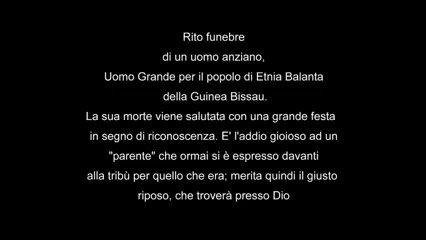 Rito funebre
di un uomo anziano,
Uomo Grande per il popolo di Etnia Balanta
della Guinea Bissau.
La sua morte viene salutata con una grande festa
in segno di riconoscenza. E' l'addio gioioso ad un
"parente" che ormai si è espresso davanti
alla tribù per quello che era; merita quindi il giusto
riposo, che troverà presso Dio